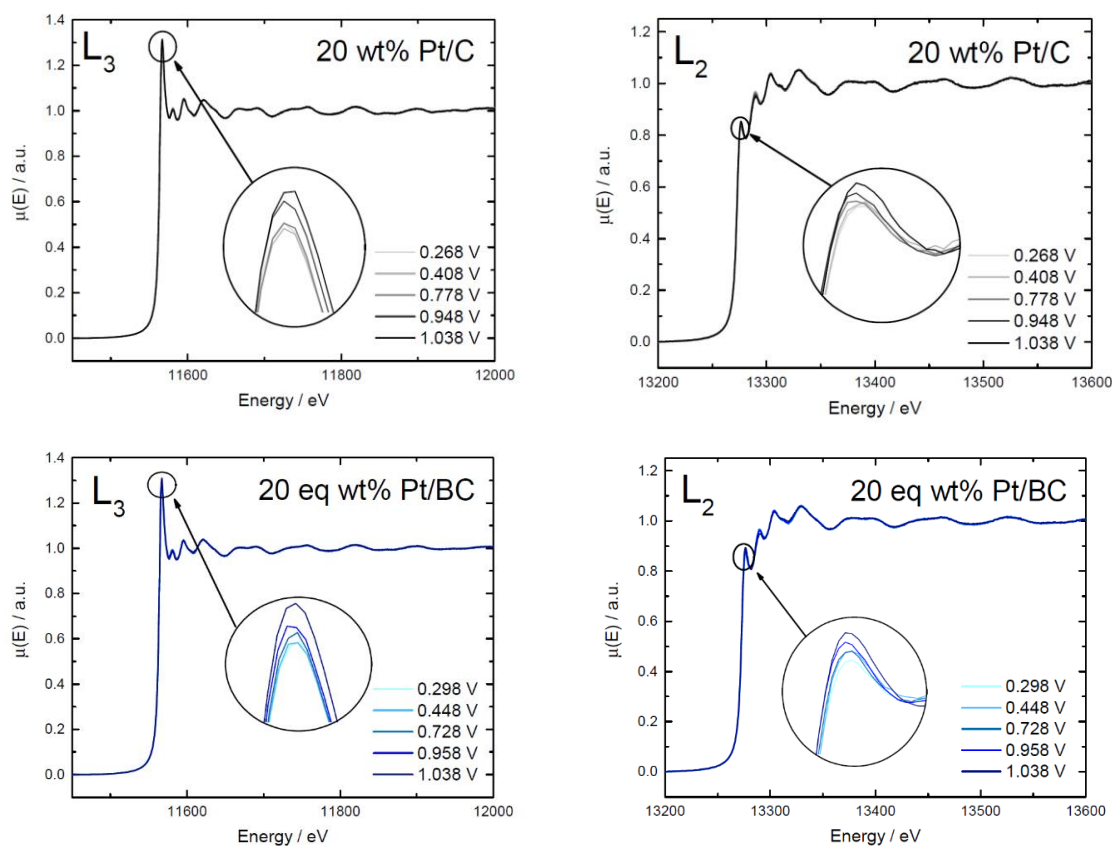 L3
20 wt% Pt/C
1.4
1.2
1.0
0.8
0.6
0.4
0.2
0.0
μ(E) / a.u.
0.268 V
0.408 V
0.778 V
0.948 V
1.038 V
11600
11800
12000
Energy / eV
L2
20 wt% Pt/C
1.2
1.0
0.8
0.6
0.4
0.2
0.0
μ(E) / a.u.
0.268 V
0.408 V
0.778 V
0.948 V
1.038 V
13200
13300
13400
13500
13600
Energy / eV
L3
20 eq wt% Pt/BC
1.4
1.2
1.0
0.8
0.6
0.4
0.2
0.0
μ(E) / a.u.
0.298 V
0.448 V
0.728 V
0.958 V
1.038 V
11600
11800
12000
Energy / eV
L2
20 eq wt% Pt/BC
1.2
1.0
0.8
0.6
0.4
0.2
0.0
μ(E) / a.u.
0.298 V
0.448 V
0.728 V
0.958 V
1.038 V
13200
13300
13400
13500
13600
Energy / eV